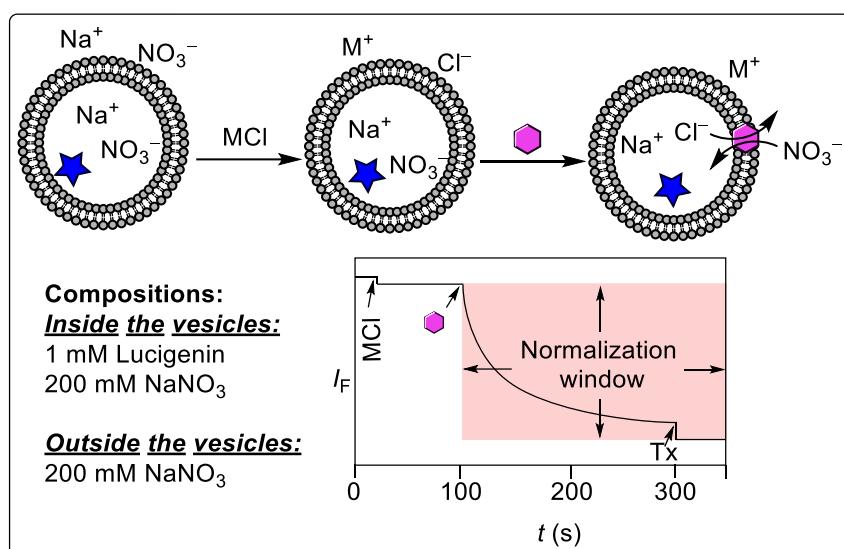 Na⁺
NO₃⁻
Na⁺
NO₃⁻
MCl
M⁺
Cl⁻
Na⁺
NO₃⁻
M⁺
Na⁺ Cl⁻
NO₃⁻
Compositions:
Inside the vesicles:
1 mM Lucigenin
200 mM NaNO₃
Outside the vesicles:
200 mM NaNO₃
I_F
MCl
Normalization
window
Tx
0 100 200 300
t (s)